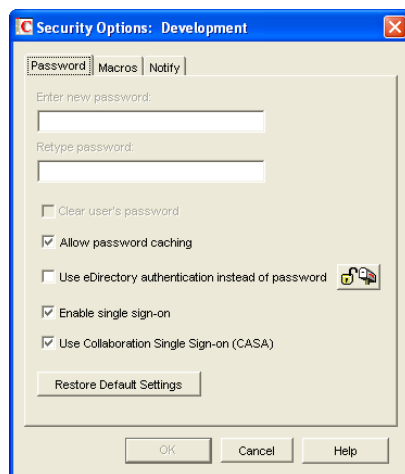 Security Options: Development
Password Macros Notify
Enter new password:
Retype password:
Clear user's password
Allow password caching
Use eDirectory authentication instead of password
Enable single sign-on
Use Collaboration Single Sign-on (CASA)
Restore Default Settings
OK Cancel Help